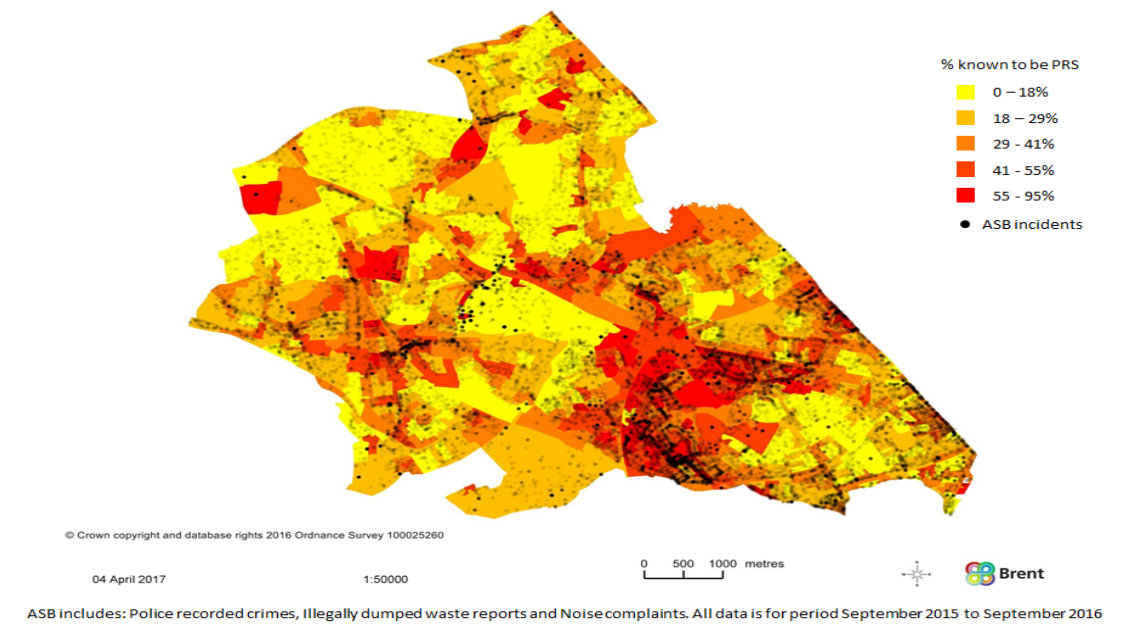 % known to be PRS
0 – 18%
18 – 29%
29 - 41%
41 - 55%
55 - 95%
ASB incidents
© Crown copyright and database rights 2016 Ordnance Survey 100025260
0 500 1000 metres
04 April 2017
1:50000
Brent
ASB includes: Police recorded crimes, Illegally dumped waste reports and Noise complaints. All data is for period September 2015 to September 2016